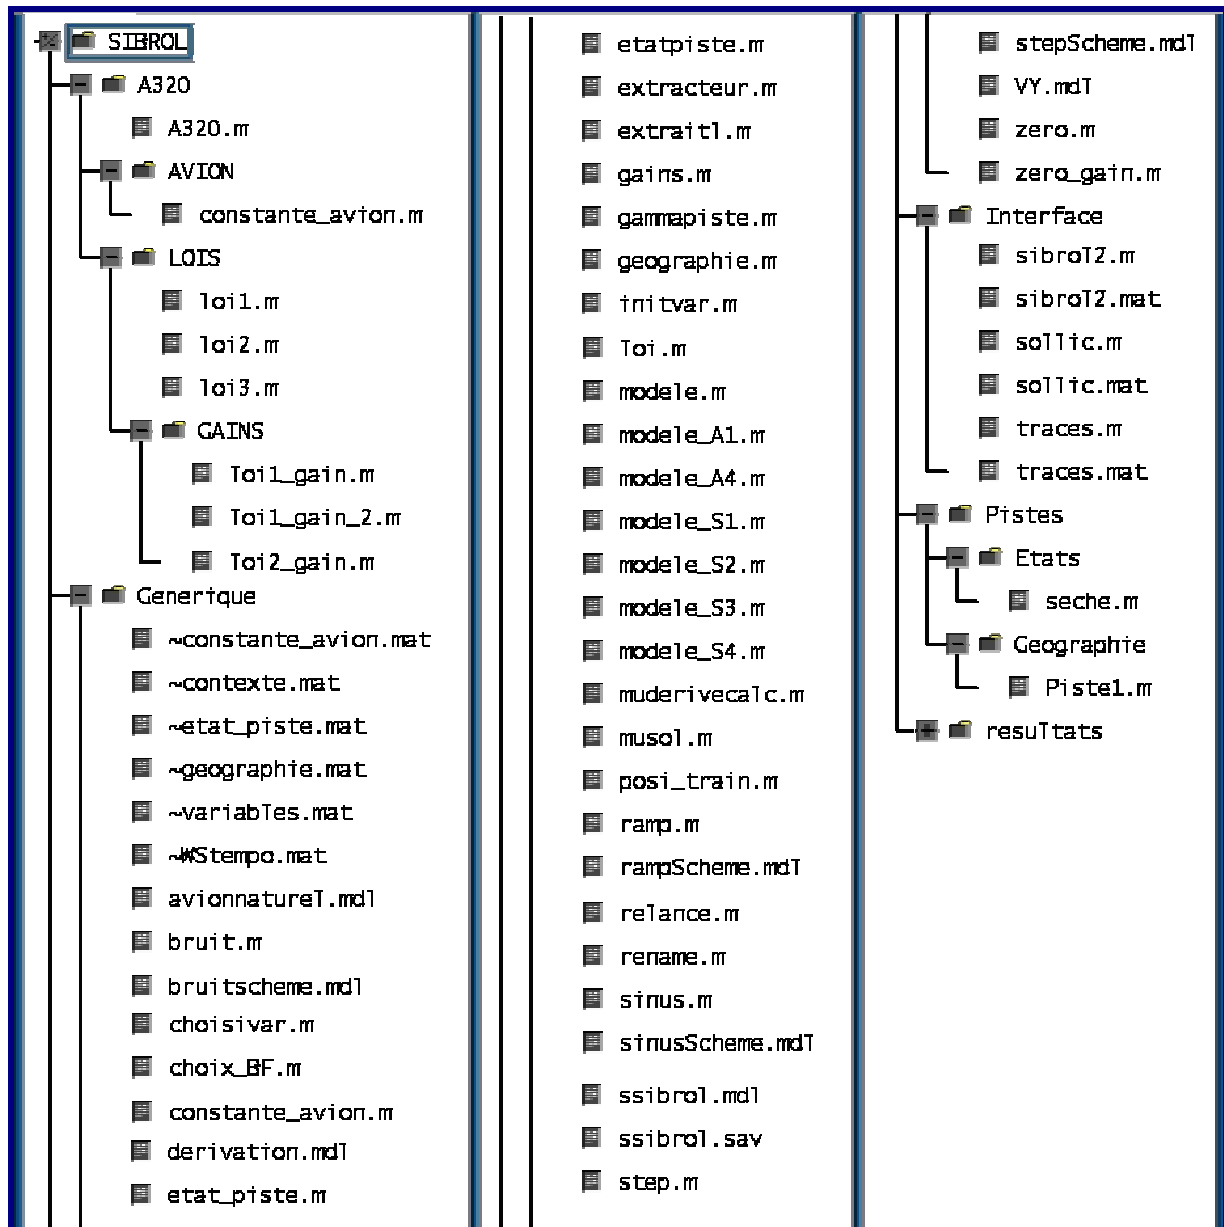 SIBROL
A320
A320.m
AVION
constante_avion.m
LOIS
loi1.m
loi2.m
loi3.m
GAINS
loi1_gain.m
loi1_gain_2.m
loi2_gain.m
Generique
~constante_avion.mat
~contexte.mat
~etat_piste.mat
~geographie.mat
~variables.mat
~WStempo.mat
avionnaturel.mdl
bruit.m
bruitscheme.mdl
choisivar.m
choix_BF.m
constante_avion.m
derivation.mdl
etat_piste.m
etatpiste.m
extracteur.m
extrait1.m
gains.m
gammapiste.m
geographie.m
initvar.m
loi.m
modele.m
modele_A1.m
modele_A4.m
modele_S1.m
modele_S2.m
modele_S3.m
modele_S4.m
muderivecalc.m
musol.m
posi_train.m
ramp.m
rampScheme.mdl
relance.m
rename.m
sinus.m
sinusScheme.mdl
ssibrol.mdl
ssibrol.sav
step.m
stepScheme.mdl
VY.mdl
zero.m
zero_gain.m
Interface
sibrol2.m
sibrol2.mat
sollic.m
sollic.mat
traces.m
traces.mat
Pistes
Etats
seche.m
Geographie
Piste1.m
resultats